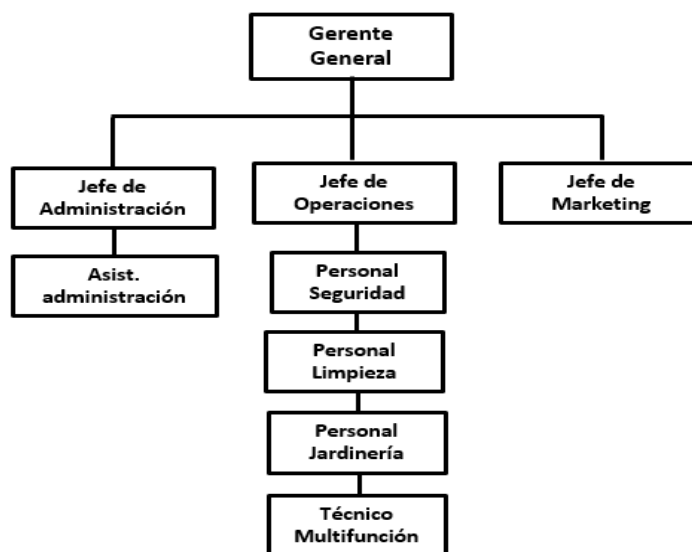 Gerente
General
Jefe de
Administración
Jefe de
Operaciones
Jefe de
Marketing
Asist.
administración
Personal
Seguridad
Personal
Limpieza
Personal
Jardinería
Técnico
Multifunción